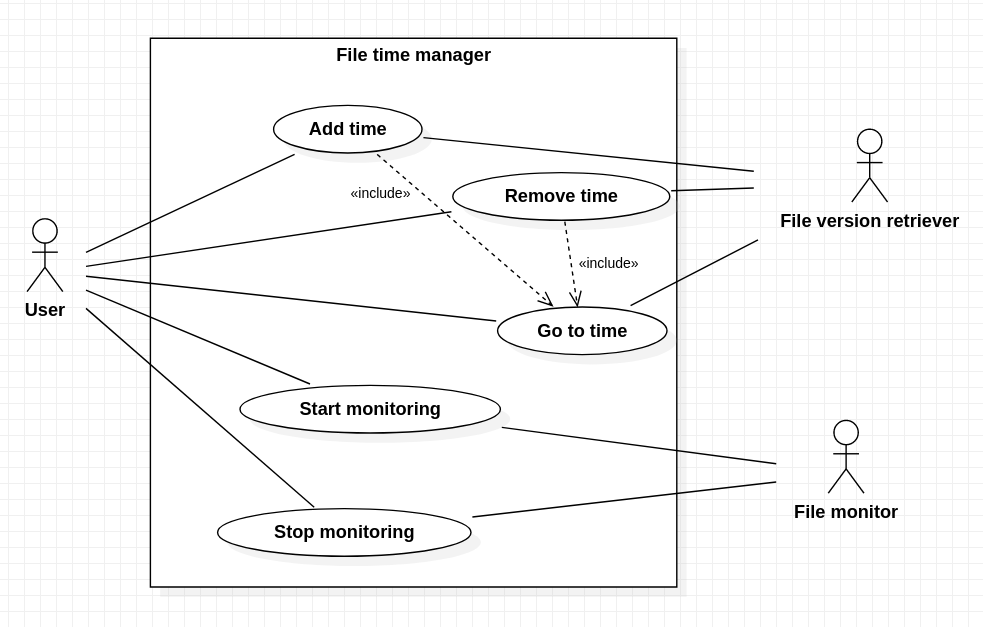 File time manager
Add time
«include»
Remove time
File version retriever
«include»
User
Go to time
Start monitoring
File monitor
Stop monitoring